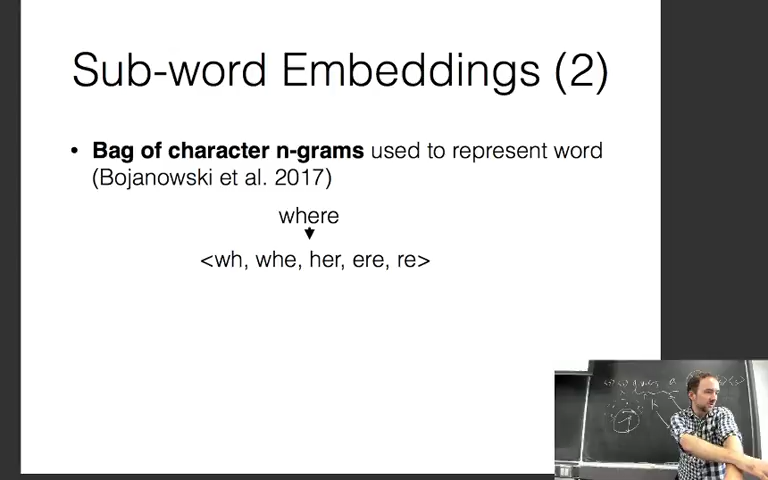 Sub-word Embeddings (2)
• Bag of character n-grams used to represent word
(Bojanowski et al. 2017)
where
<wh, whe, her, ere, re>